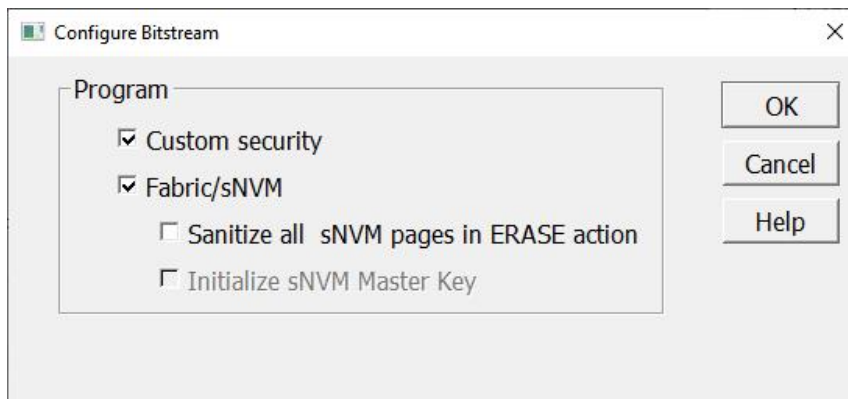 Configure Bitstream
Program
Custom security
Fabric/sNVM
Sanitize all sNVM pages in ERASE action
Initialize sNVM Master Key
OK
Cancel
Help